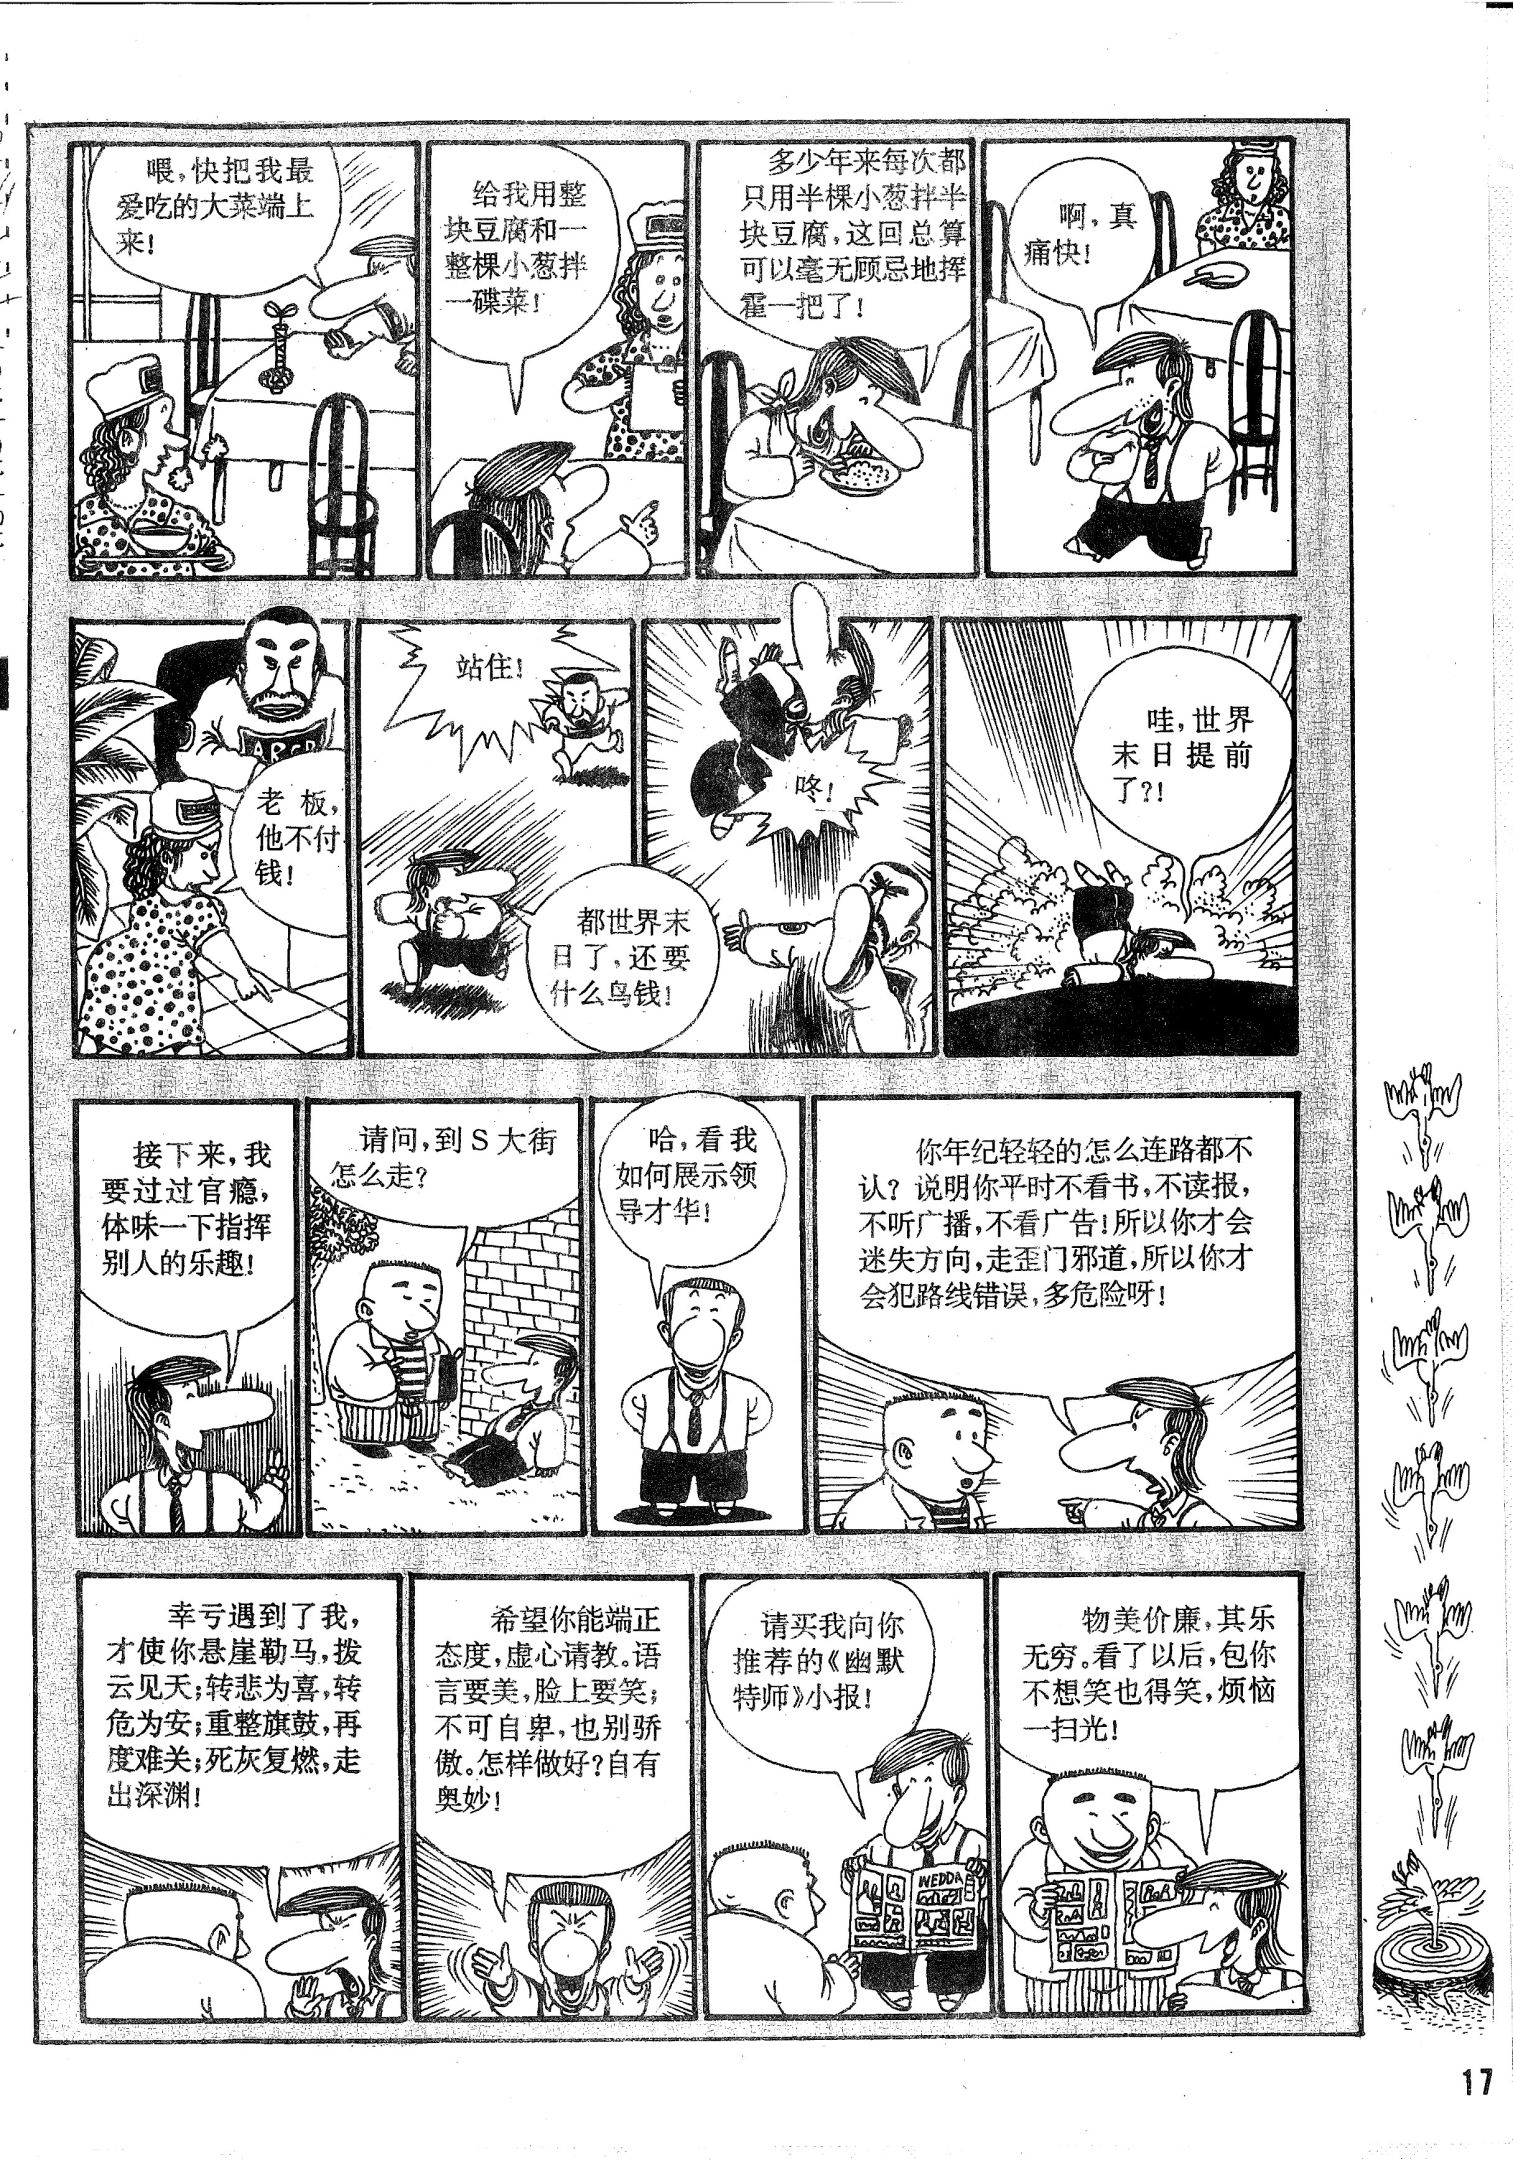 喂,快把我最
爱吃的大菜端上
来!
给我用整
块豆腐和一
整棵小葱拌
一碟菜!
多少年来每次都
只用半棵小葱拌半
块豆腐,这回总算
可以毫无顾忌地挥
霍一把了!
啊,真
痛快!
ABCD
老板,
他不付
钱!
站住!
都世界末
日了,还要
什么鸟钱!
咚!
哇,世界
末日提前
了?!
接下来,我
要过过官瘾,
体味一下指挥
别人的乐趣!
请问,到S大街
怎么走?
哈,看我
如何展示领
导才华!
你年纪轻轻的怎么连路都不
认?说明你平时不看书,不读报,
不听广播,不看广告!所以你才会
迷失方向,走歪门邪道,所以你才
会犯路线错误,多危险呀!
幸亏遇到了我,
才使你悬崖勒马,拨
云见天;转悲为喜,转
危为安;重整旗鼓,再
度难关;死灰复燃,走
出深渊!
希望你能端正
态度,虚心请教。语
言要美,脸上要笑;
不可自卑,也别骄
傲。怎样做好?自有
奥妙!
请买我向你
推荐的《幽默
特师》小报!
WEDDA
物美价廉,其乐
无穷。看了以后,包你
不想笑也得笑,烦恼
一扫光!
17